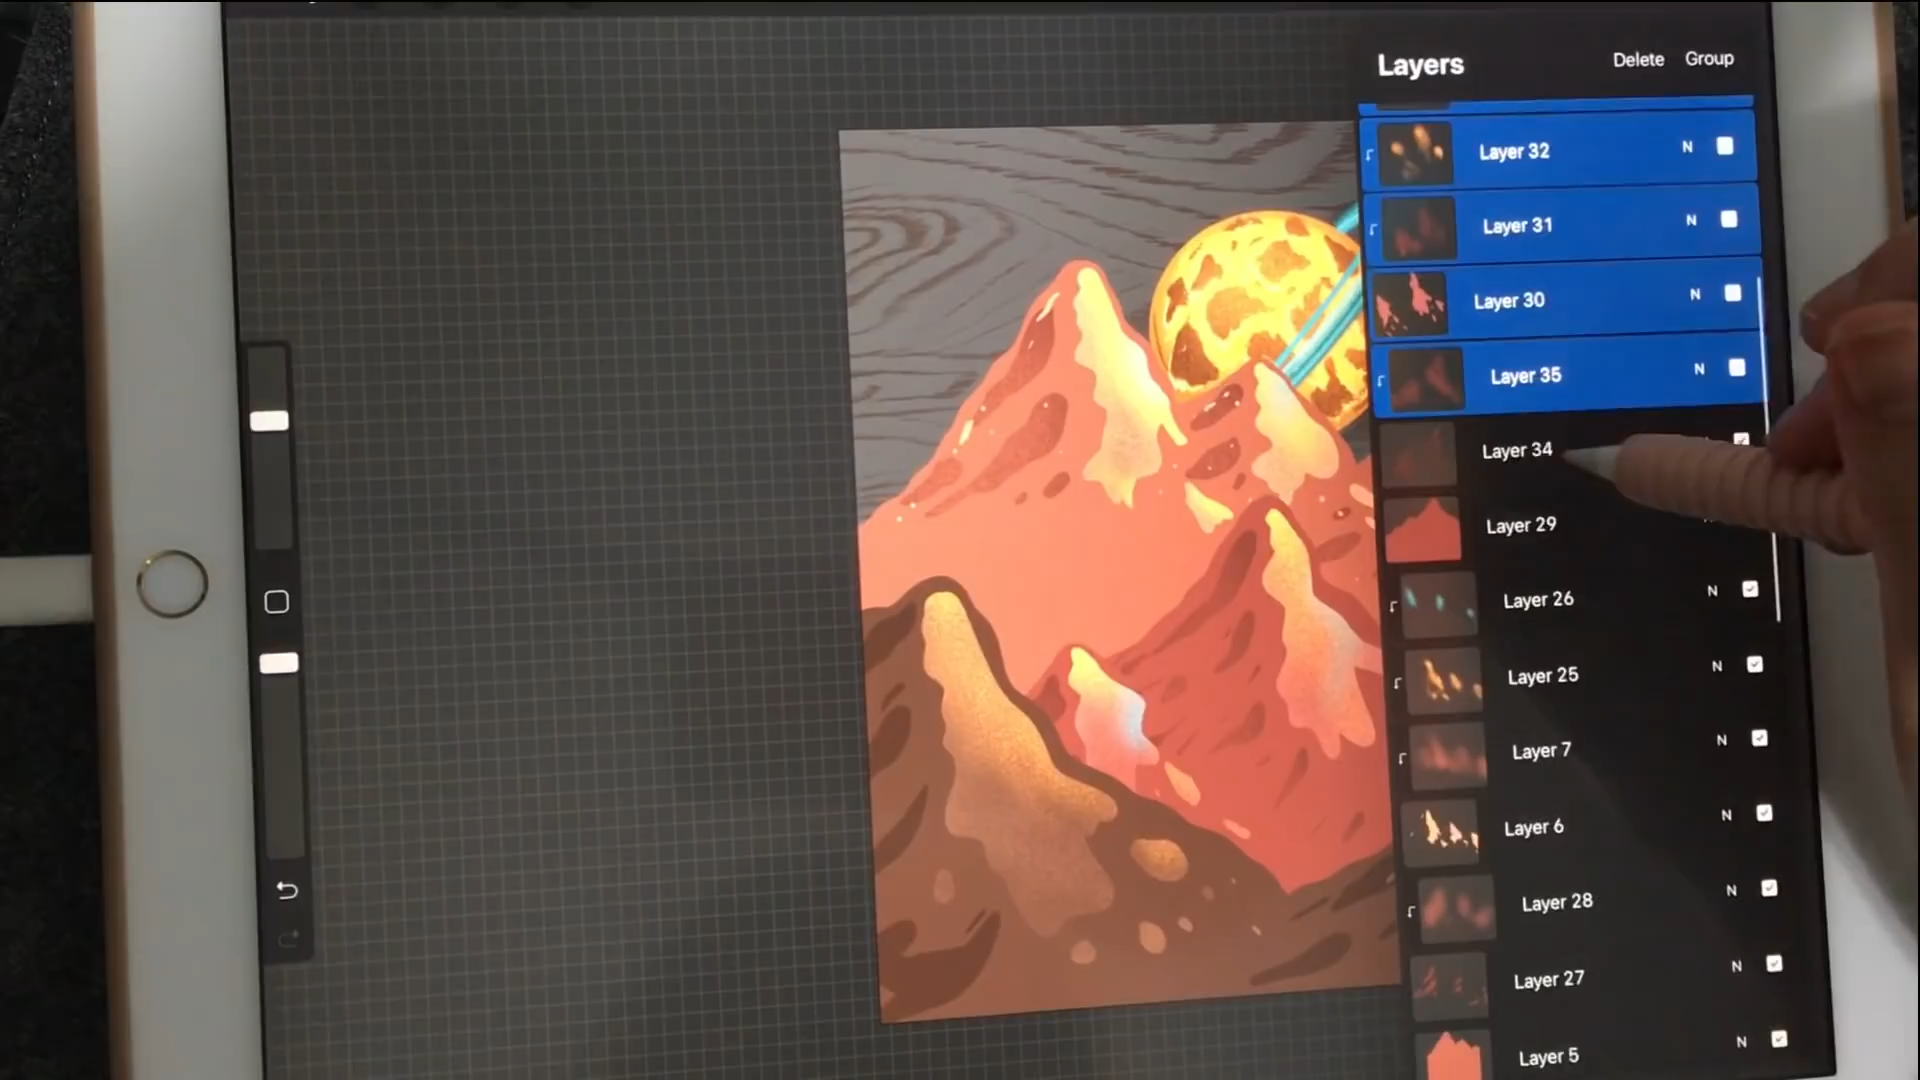 Layers Delete Group
Layer 32 N
Layer 31 N
Layer 30 N
Layer 35 N
Layer 34
Layer 29
Layer 26 N
Layer 25 N
Layer 7 N
Layer 6 N
Layer 28 N
Layer 27 N
Layer 5 N